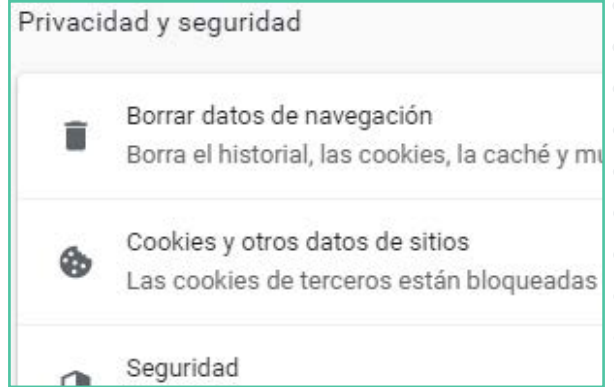 Privacidad y seguridad
Borrar datos de navegación
Borra el historial, las cookies, la caché y
Cookies y otros datos de sitios
Las cookies de terceros están bloqueadas
Seguridad